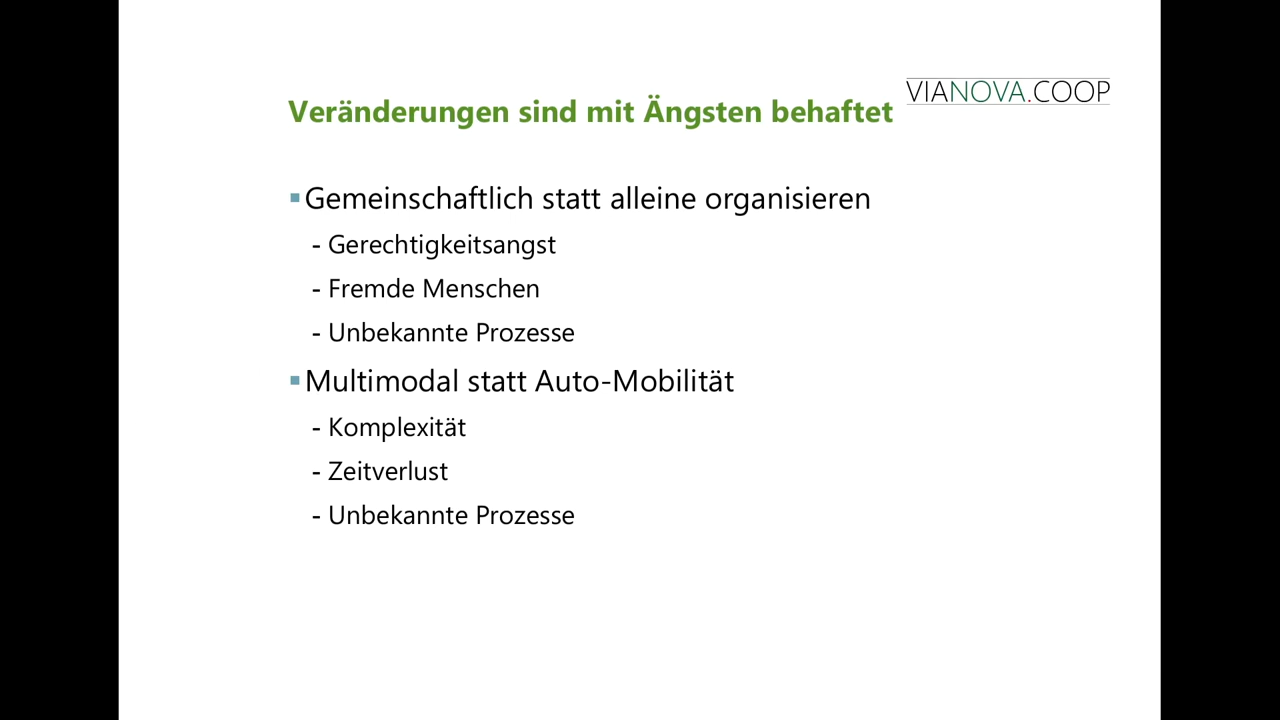 VIANOVA.COOP
Veränderungen sind mit Ängsten behaftet
▪Gemeinschaftlich statt alleine organisieren
- Gerechtigkeitsangst
- Fremde Menschen
- Unbekannte Prozesse
▪Multimodal statt Auto-Mobilität
- Komplexität
- Zeitverlust
- Unbekannte Prozesse